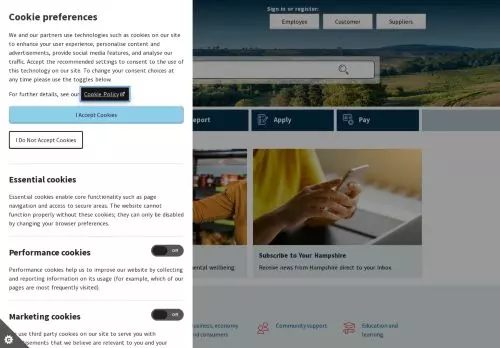 Cookie preferences
We and our partners use technologies such as cookies on our site
to enhance your user experience, personalise content and
advertisements, provide social media features, and analyse our
traffic. Accept the recommended settings to consent to the use of
this technology on our site. To change your consent choices at
any time please use the toggles below.
For further details, see our Cookie Policy
I Accept Cookies
I Do Not Accept Cookies
Essential cookies
Essential cookies enable core functionality such as page
navigation and access to secure areas. The website cannot
function properly without these cookies; they can only be disabled
by changing your browser preferences.
Performance cookies
Off
Performance cookies help us to improve our website by collecting
and reporting information on its usage (for example, which of our
pages are most frequently visited).
Marketing cookies
Off
use third party cookies on our site to serve you with
isements that we believe are relevant to you and your
Sign in or register:
Employee
Customer
Suppliers
port
Apply
Pay
ental wellbeing
Subscribe to Your Hampshire
Receive news from Hampshire direct to your inbox
usiness, economy
nd consumers
Community support
Education and
learning